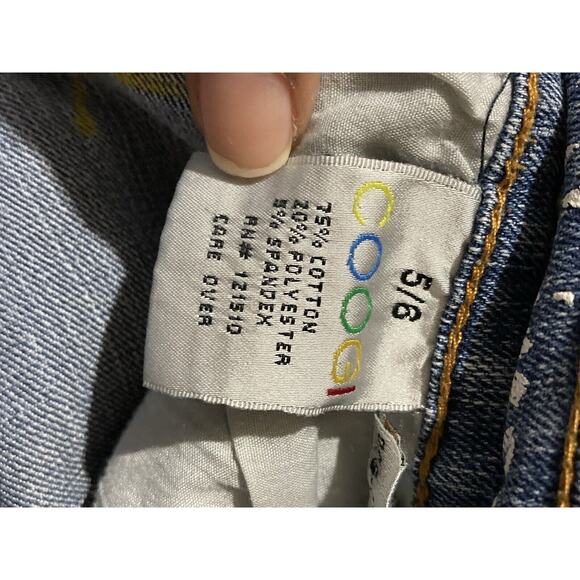 5/6
COOGI
75% COTTON
20% POLYESTER
5% SPANDEX
RN# 121510
CARE OVER